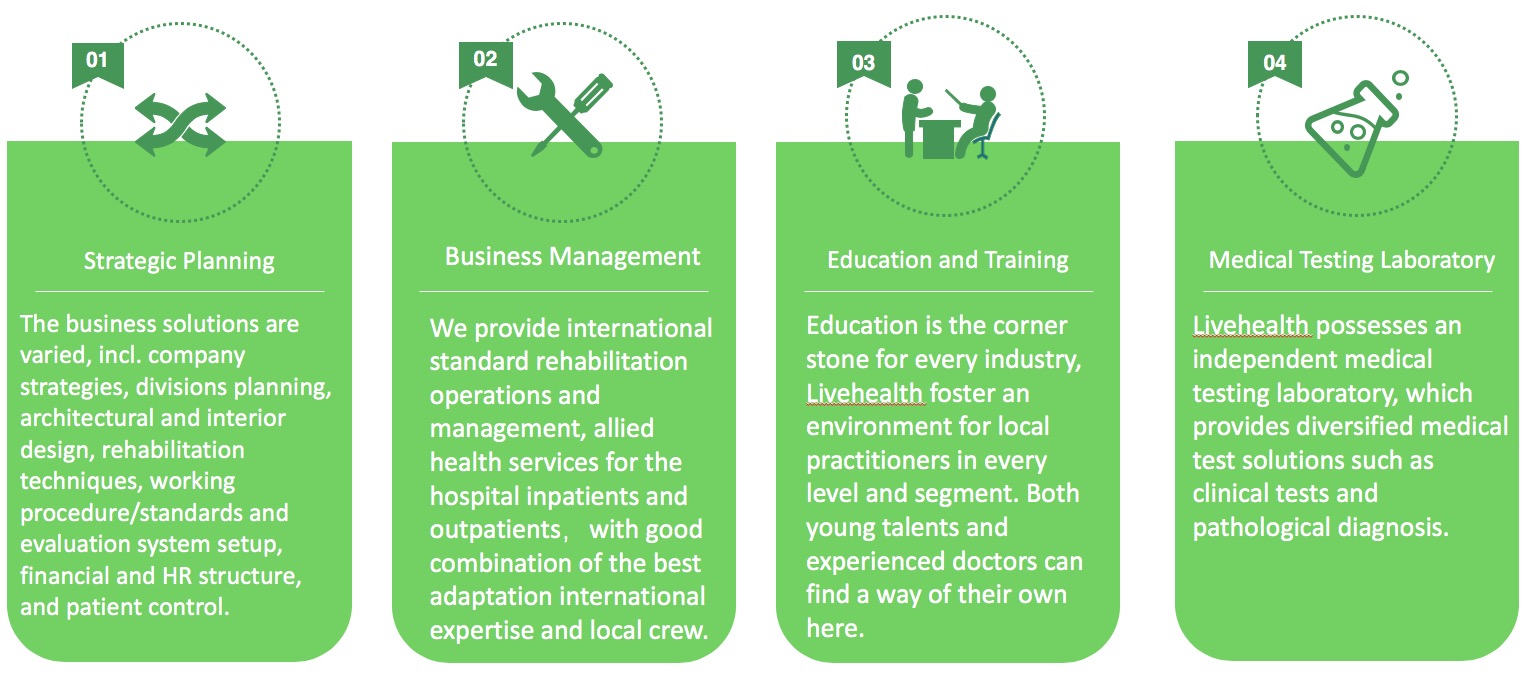 01
Strategic Planning
The business solutions are
varied, incl. company
strategies, divisions planning,
architectural and interior
design, rehabilitation
techniques, working
procedure/standards and
evaluation system setup,
financial and HR structure,
and patient control.
02
Business Management
We provide international
standard rehabilitation
operations and
management, allied
health services for the
hospital inpatients and
outpatients， with good
combination of the best
adaptation international
expertise and local crew.
03
Education and Training
Education is the corner
stone for every industry,
Livehealth foster an
environment for local
practitioners in every
level and segment. Both
young talents and
experienced doctors can
find a way of their own
here.
04
Medical Testing Laboratory
Livehealth possesses an
independent medical
testing laboratory, which
provides diversified medical
test solutions such as
clinical tests and
pathological diagnosis.